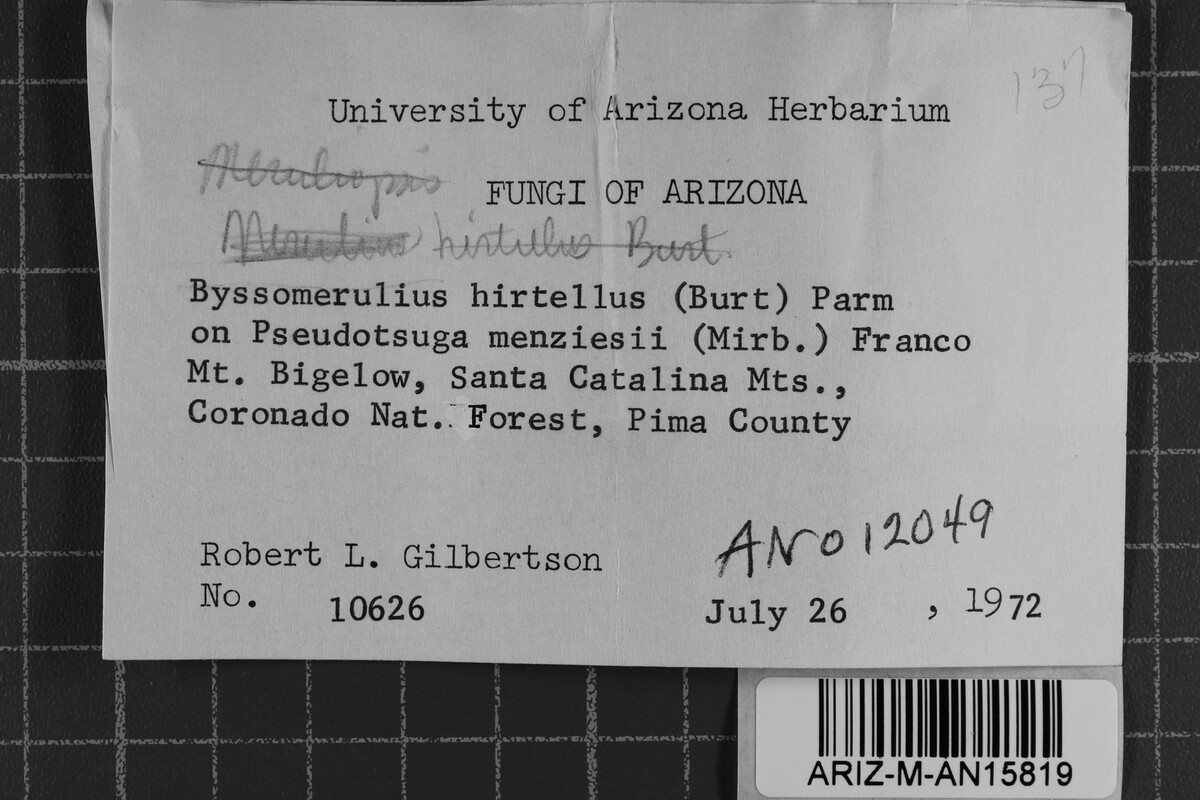 137
University of Arizona Herbarium
Meruliopsis
FUNGI OF ARIZONA
Merulius hirtellus Burt.
Byssomerulius hirtellus (Burt) Parm
on Pseudotsuga menziesii (Mirb.) Franco
Mt. Bigelow, Santa Catalina Mts.,
Coronado Nat. Forest, Pima County
AN012049
Robert L. Gilbertson
No. 10626
July 26 , 1972
ARIZ-M-AN15819